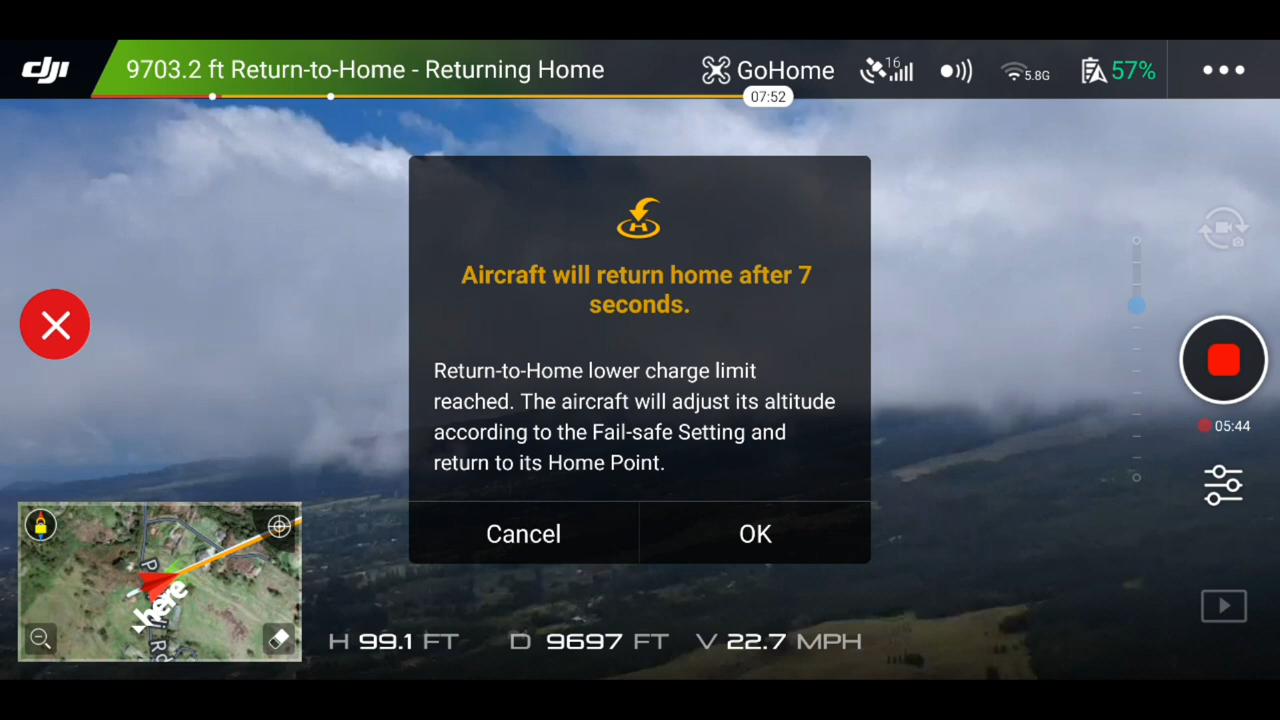 dji
9703.2 ft Return-to-Home - Returning Home
GoHome
16
5.8G
57%
07:52
Aircraft will return home after 7
seconds.
Return-to-Home lower charge limit
reached. The aircraft will adjust its altitude
according to the Fail-safe Setting and
return to its Home Point.
Cancel
OK
05:44
here
H 99.1 FT
D 9697 FT
V 22.7 MPH